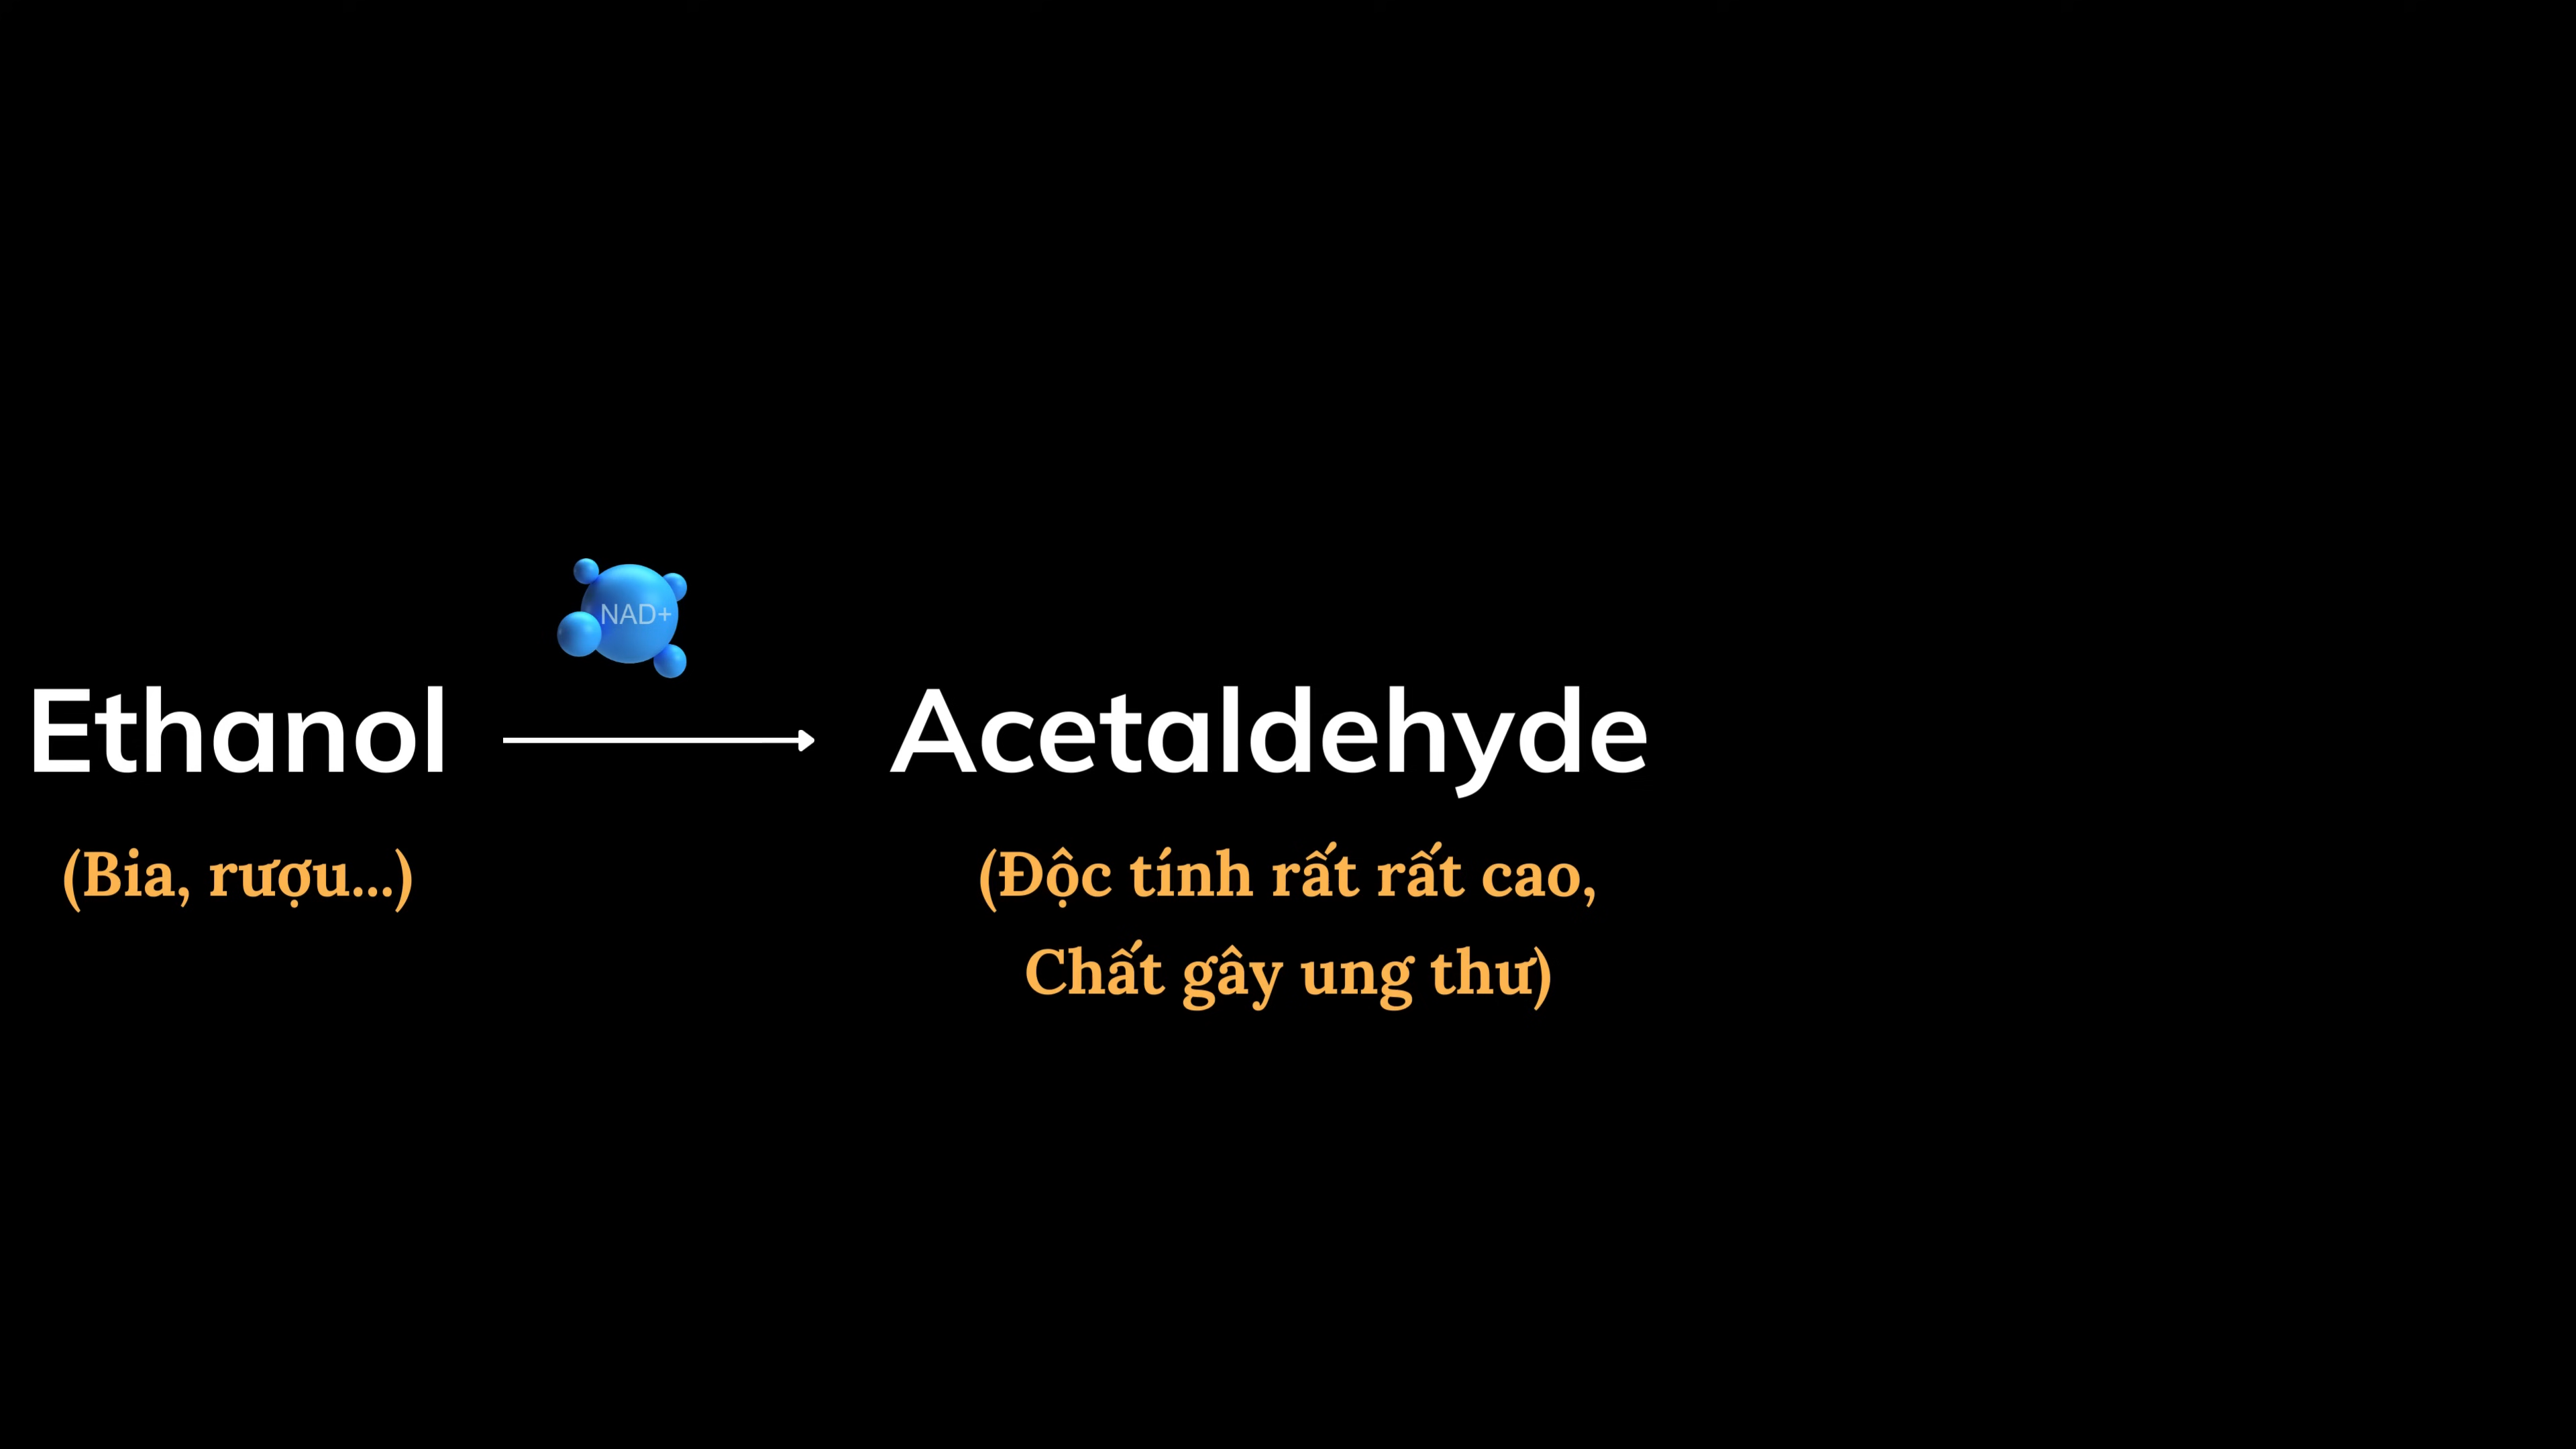 NAD+
Ethanol
Acetaldehyde
(Bia, rượu...)
(Độc tính rất rất cao,
Chất gây ung thư)